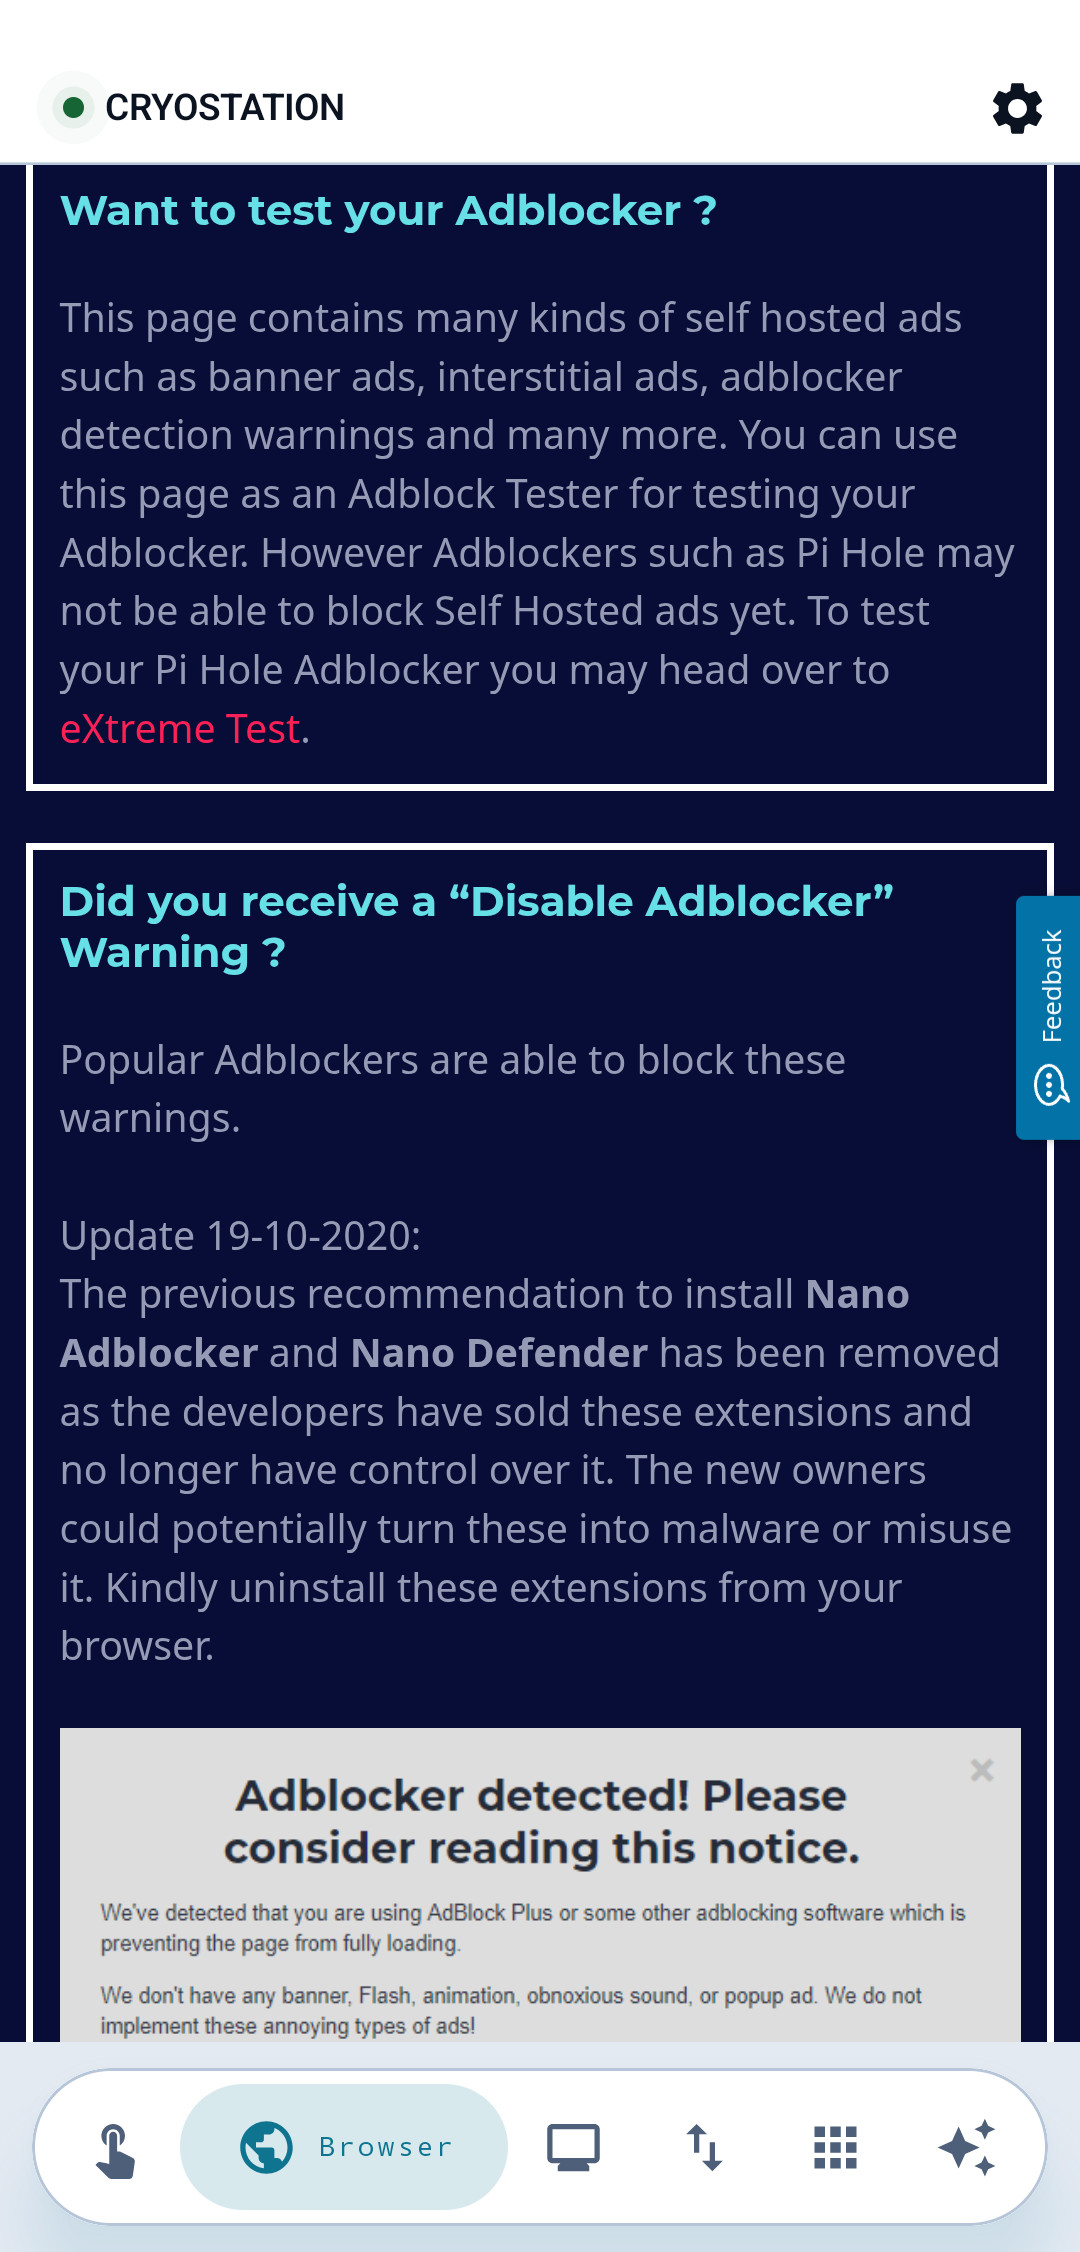 CRYOSTATION
Want to test your Adblocker ?
This page contains many kinds of self hosted ads
such as banner ads, interstitial ads, adblocker
detection warnings and many more. You can use
this page as an Adblock Tester for testing your
Adblocker. However Adblockers such as Pi Hole may
not be able to block Self Hosted ads yet. To test
your Pi Hole Adblocker you may head over to
eXtreme Test.
Did you receive a “Disable Adblocker”
Warning ?
Feedback
Popular Adblockers are able to block these
warnings.
Update 19-10-2020:
The previous recommendation to install Nano
Adblocker and Nano Defender has been removed
as the developers have sold these extensions and
no longer have control over it. The new owners
could potentially turn these into malware or misuse
it. Kindly uninstall these extensions from your
browser.
Adblocker detected! Please
consider reading this notice.
We've detected that you are using AdBlock Plus or some other adblocking software which is
preventing the page from fully loading.
We don't have any banner, Flash, animation, obnoxious sound, or popup ad. We do not
implement these annoying types of ads!
Browser